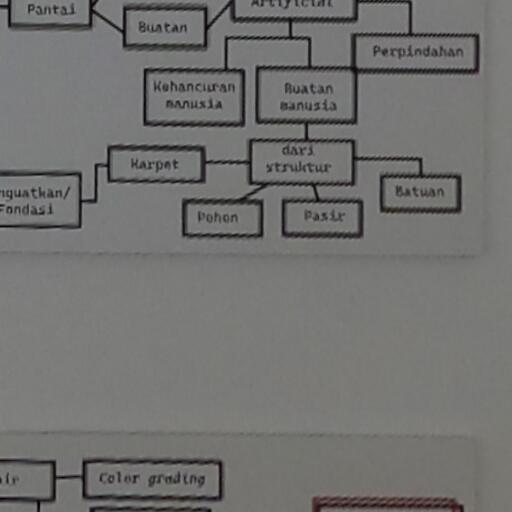 Pantai
Buatan
Artificial
Perpindahan
Kehancuran
manusia
Buatan
manusia
dari
struktur
Karpet
Batuan
nguatkan/
Fondasi
Pohon
Pasir
air
Color grading